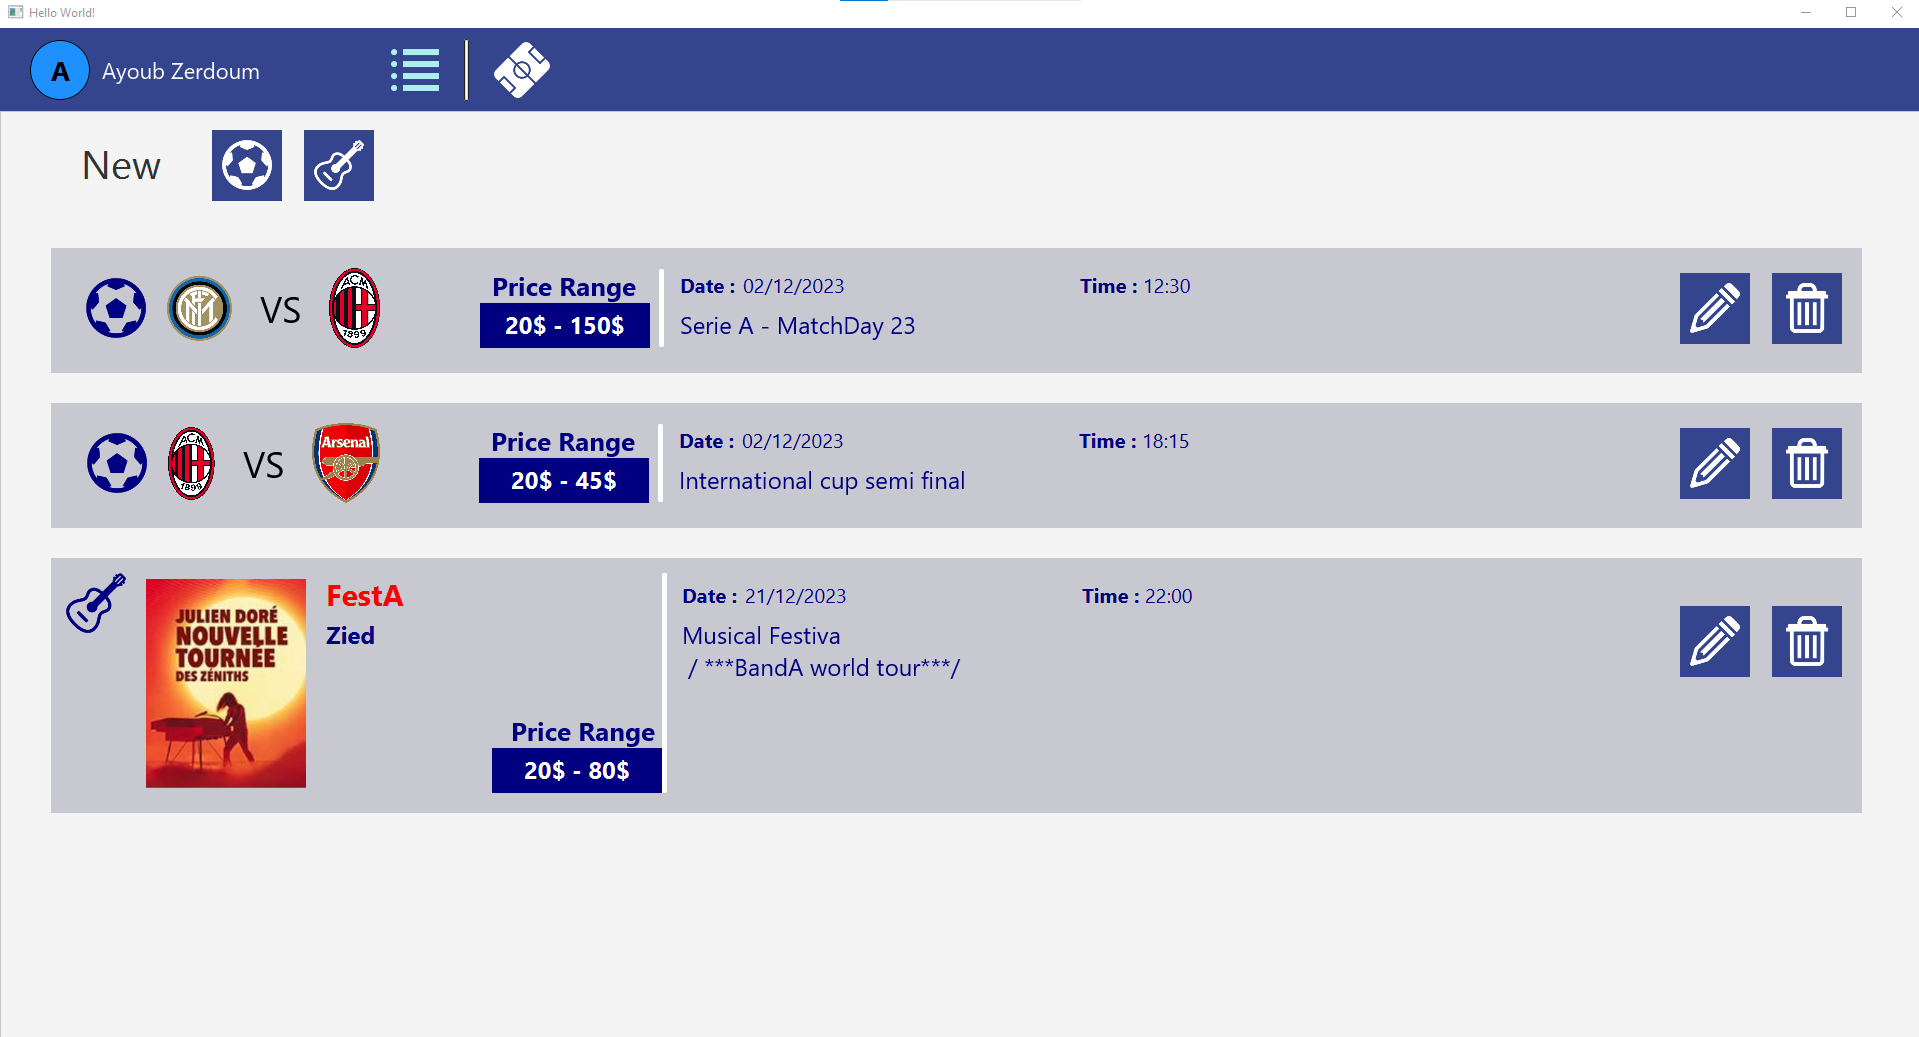 Hello World!
A
Ayoub Zerdoum
New
VS
ACM
1899
Price Range
20$ - 150$
Date : 02/12/2023
Time : 12:30
Serie A - MatchDay 23
ACM
1899
VS
Arsenal
Price Range
20$ - 45$
Date : 02/12/2023
Time : 18:15
International cup semi final
JULIEN DORÉ
NOUVELLE
TOURNÉE
DES ZÉNITHS
FestA
Zied
Price Range
20$ - 80$
Date : 21/12/2023
Time : 22:00
Musical Festiva
/ ***BandA world tour***/